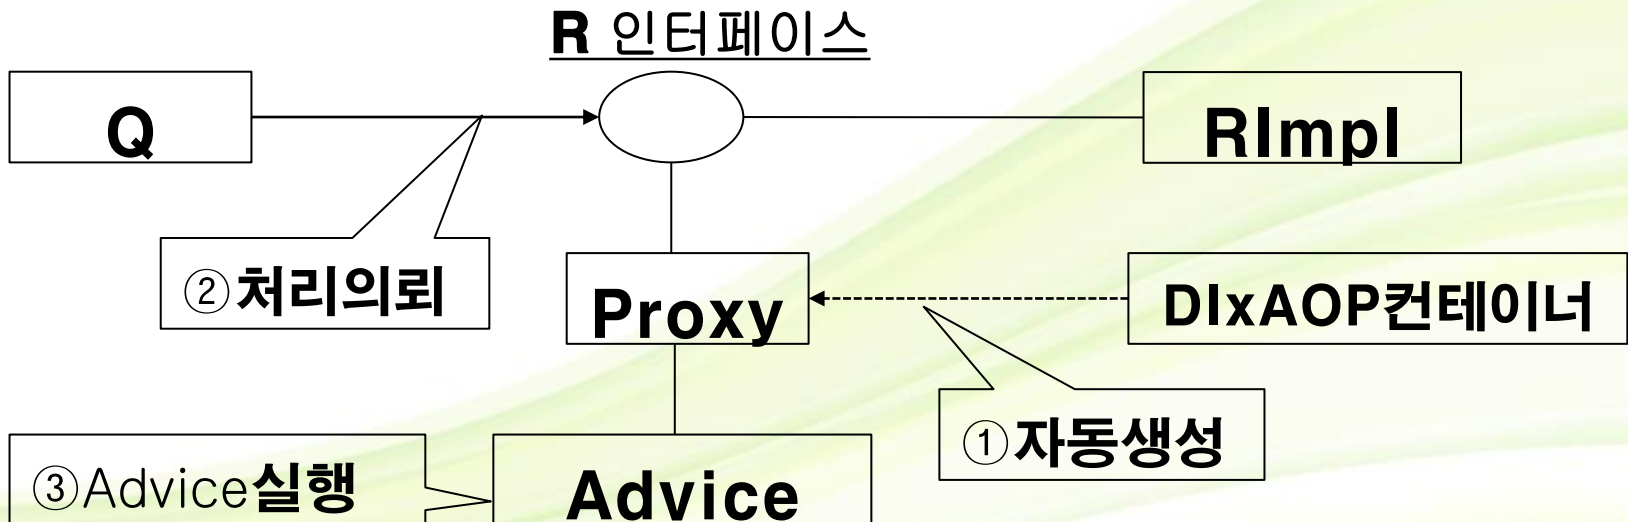 R 인터페이스
Q
RImpl
②처리의뢰
Proxy
DIxAOP컨테이너
①자동생성
③Advice실행
Advice